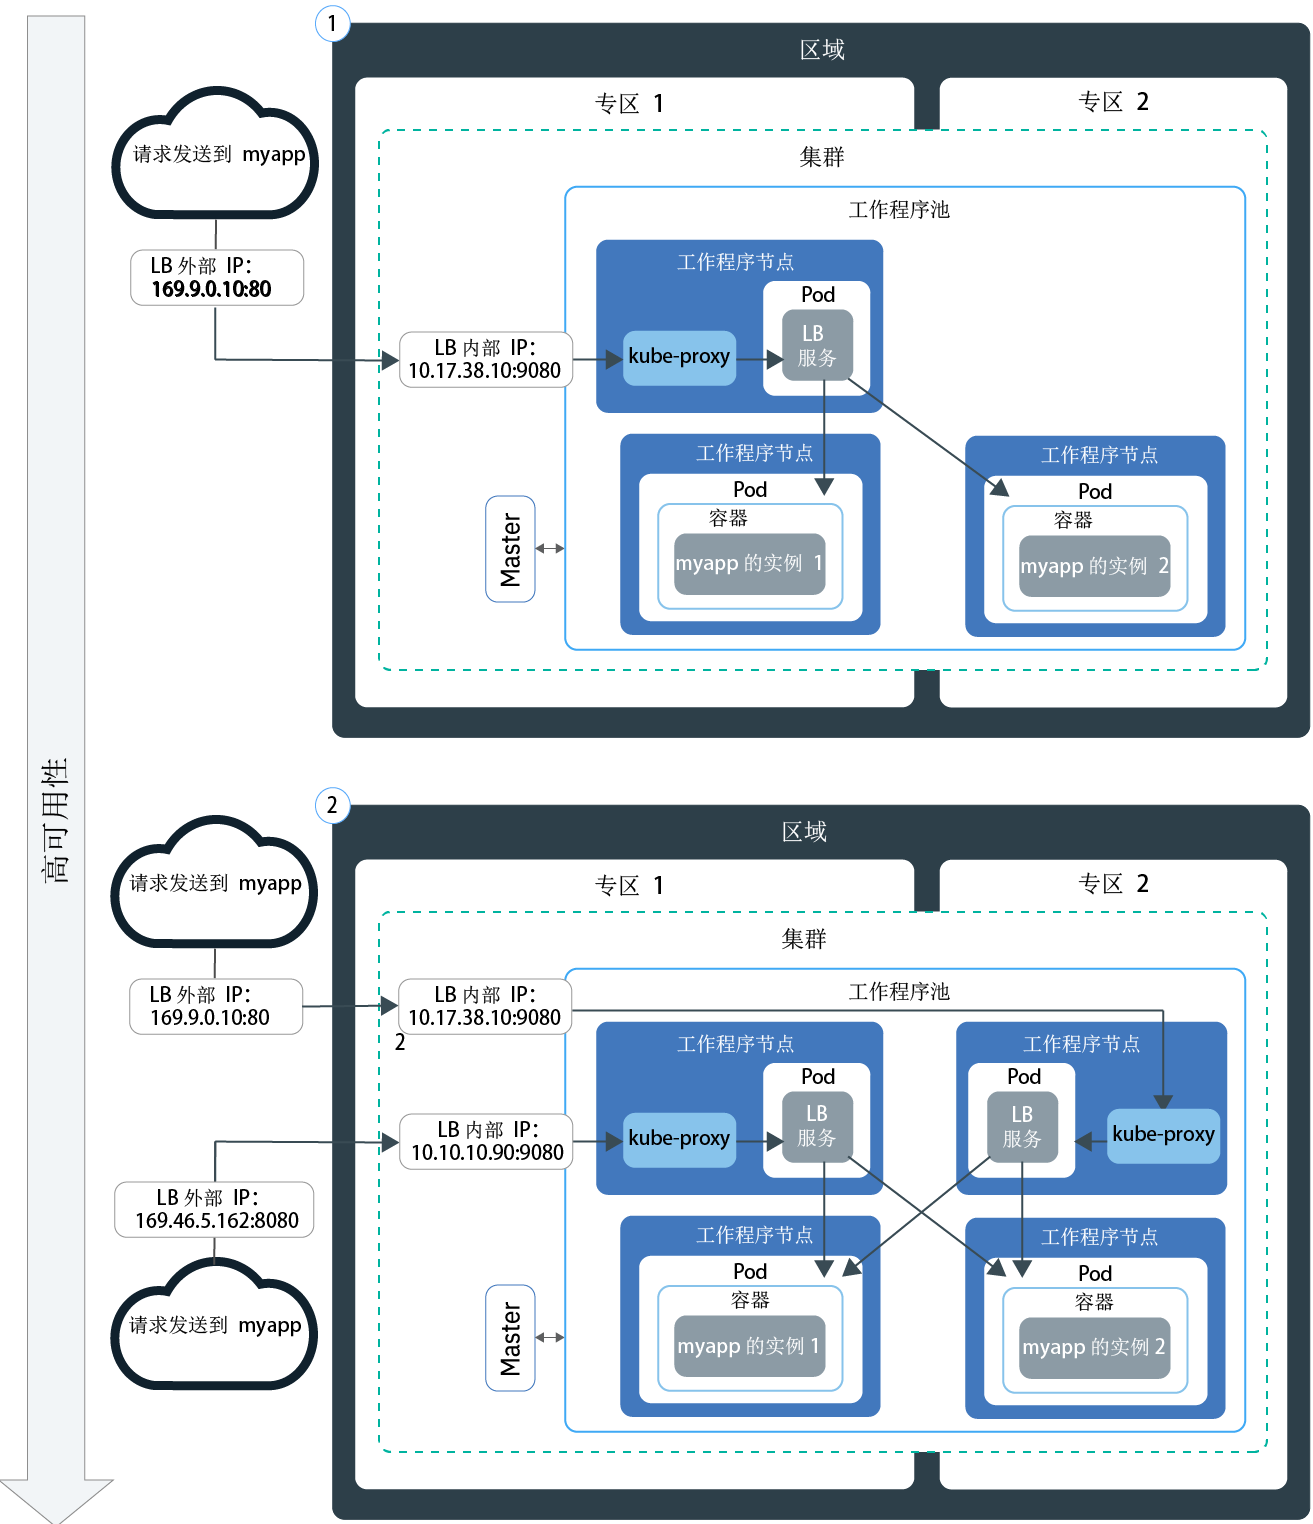 高可用性
1
区域
专区 1
专区 2
集群
请求发送到 myapp
工作程序池
LB 外部 IP：
169.9.0.10:80
工作程序节点
Pod
LB
服务
LB 内部 IP：
10.17.38.10:9080
kube-proxy
工作程序节点
Pod
容器
myapp 的实例 1
工作程序节点
Pod
容器
myapp 的实例 2
Master
2
区域
专区 1
专区 2
集群
请求发送到 myapp
LB 外部 IP：
169.9.0.10:80
LB 内部 IP：
10.17.38.10:9080
2
工作程序池
工作程序节点
Pod
LB
服务
kube-proxy
工作程序节点
Pod
LB
服务
kube-proxy
LB 内部 IP：
10.10.10.90:9080
LB 外部 IP：
169.46.5.162:8080
请求发送到 myapp
工作程序节点
Pod
容器
myapp 的实例 1
工作程序节点
Pod
容器
myapp 的实例 2
Master